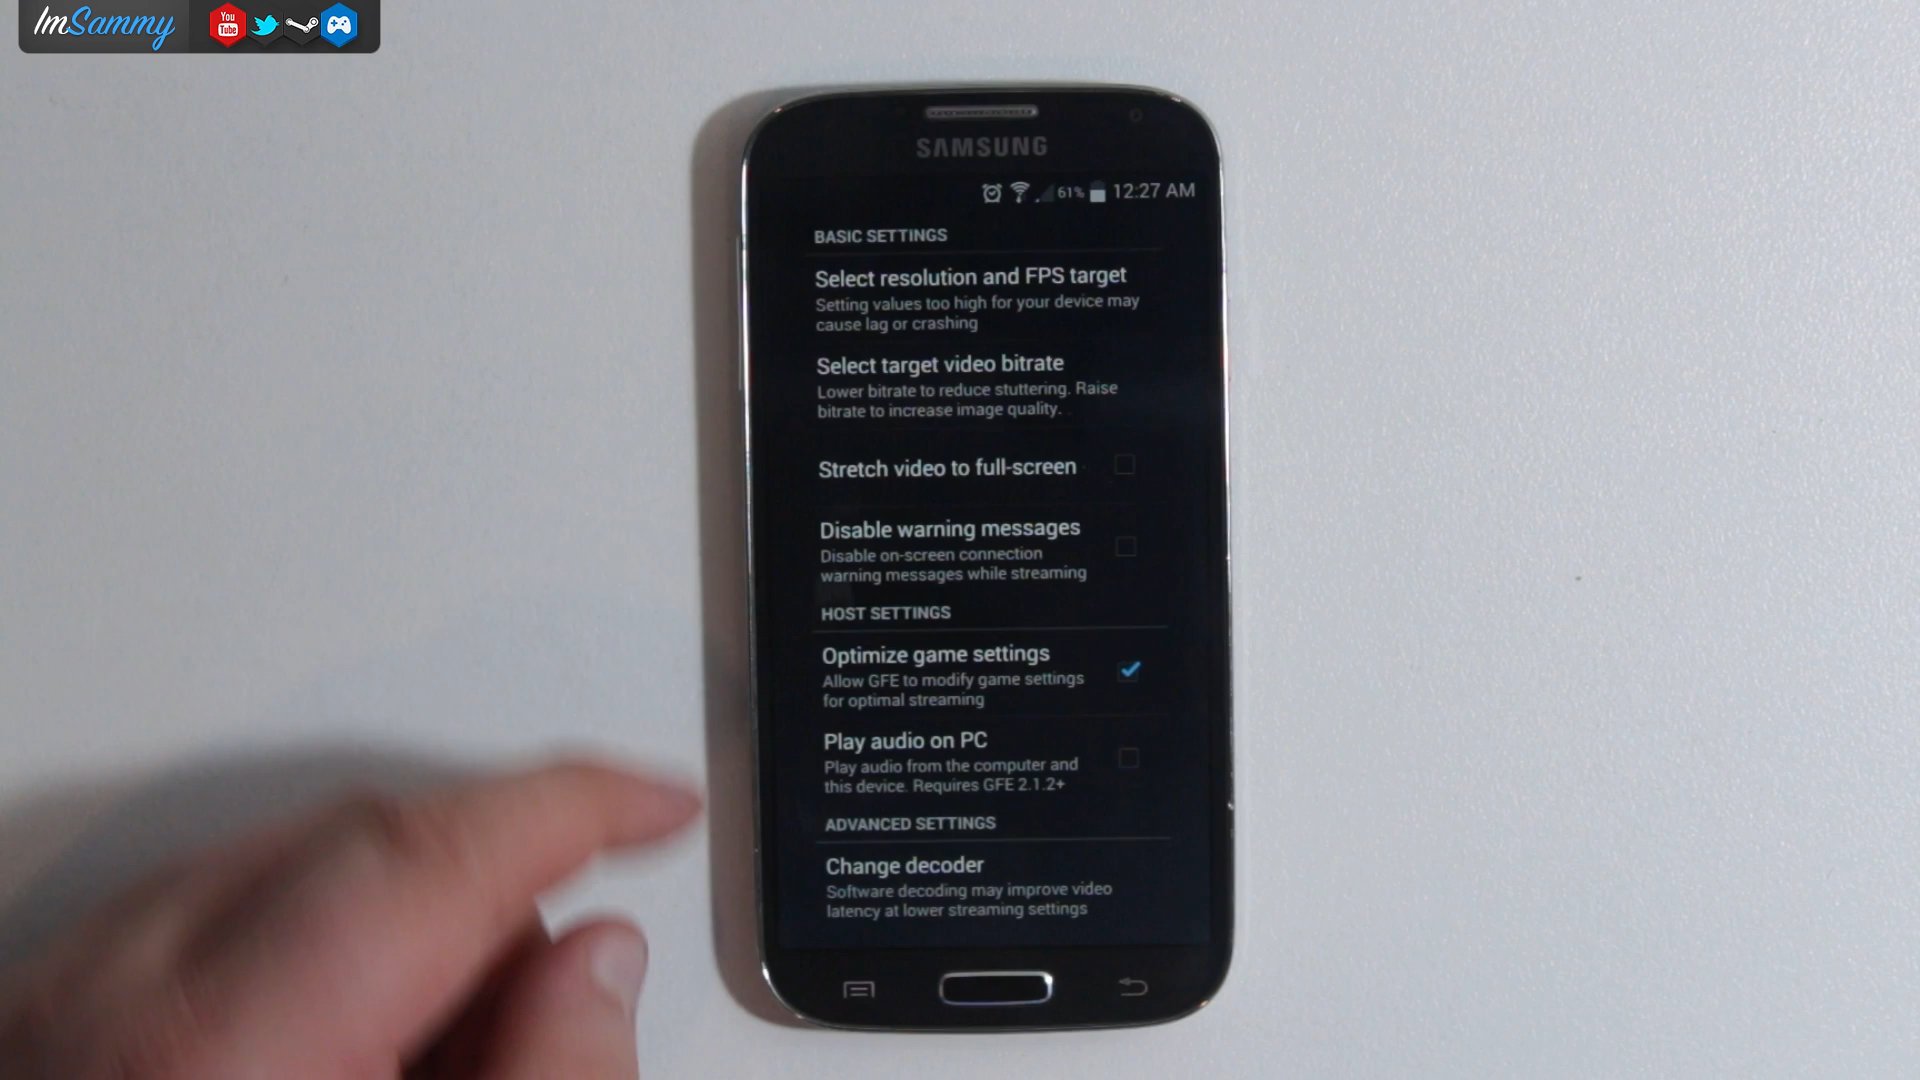 ImSammy
You
Tube
SAMSUNG
61% 12:27 AM
BASIC SETTINGS
Select resolution and FPS target
Setting values too high for your device may
cause lag or crashing
Select target video bitrate
Lower bitrate to reduce stuttering. Raise
bitrate to increase image quality.
Stretch video to full-screen
Disable warning messages
Disable on-screen connection
warning messages while streaming
HOST SETTINGS
Optimize game settings
Allow GFE to modify game settings
for optimal streaming
Play audio on PC
Play audio from the computer and
this device. Requires GFE 2.1.2+
ADVANCED SETTINGS
Change decoder
Software decoding may improve video
latency at lower streaming settings